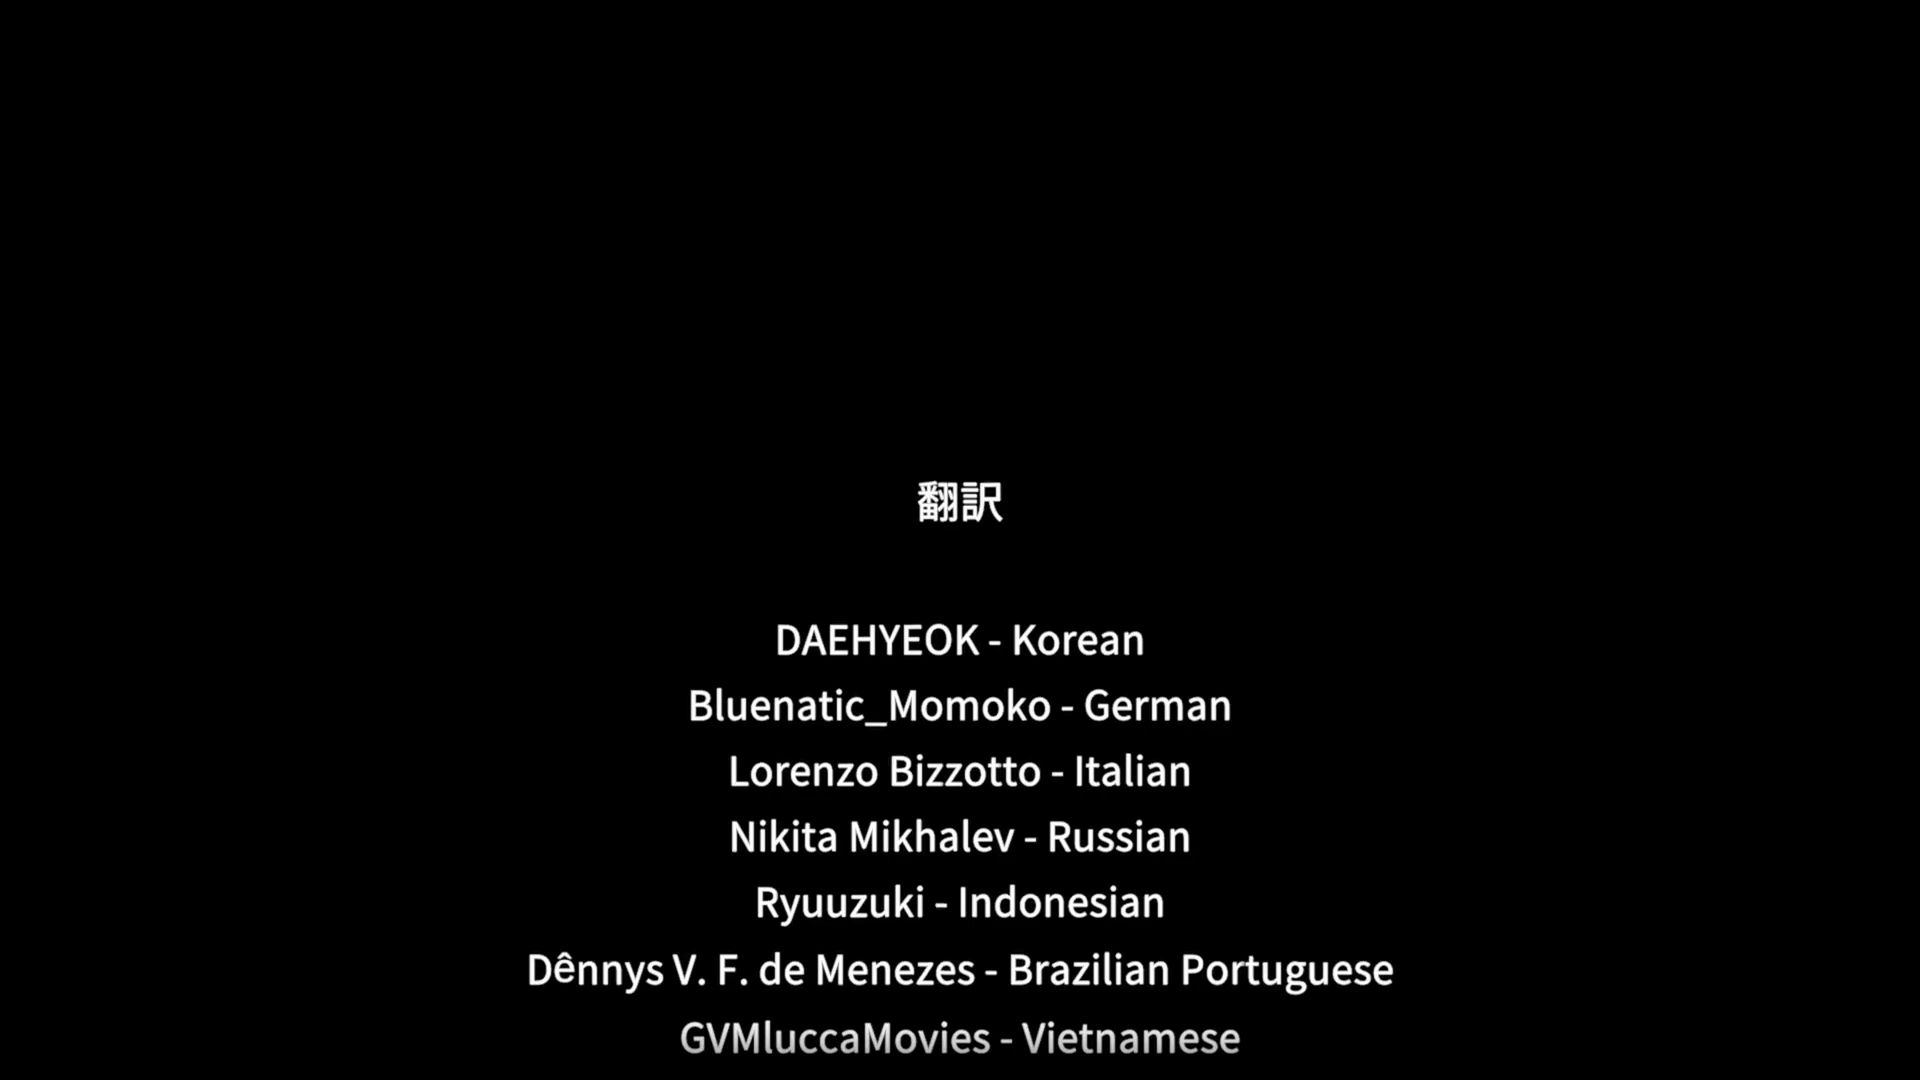 翻訳
DAEHYEOK - Korean
Bluenatic_Momoko - German
Lorenzo Bizzotto - Italian
Nikita Mikhalev - Russian
Ryuuzuki - Indonesian
Dênnys V. F. de Menezes - Brazilian Portuguese
GVMluccaMovies - Vietnamese